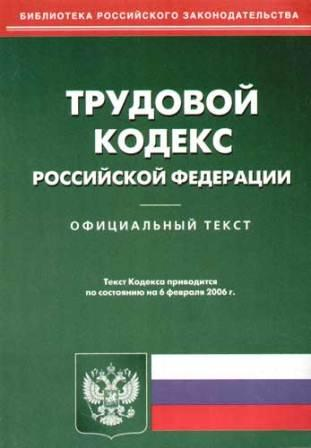 БИБЛИОТЕКА РОССИЙСКОГО ЗАКОНОДАТЕЛЬСТВА
ТРУДОВОЙ
КОДЕКС
РОССИЙСКОЙ ФЕДЕРАЦИИ
ОФИЦИАЛЬНЫЙ ТЕКСТ
Текст Кодекса приводится
по состоянию на 6 февраля 2006 г.